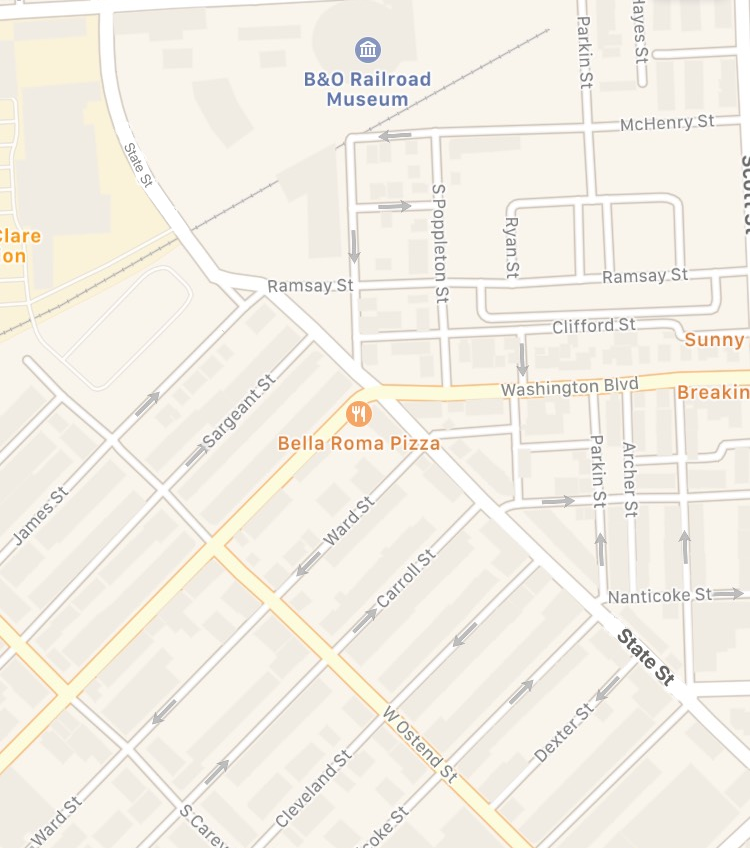 Hayes St
Parkin St
B&O Railroad
Museum
McHenry St
State St
Scott St
S Poppleton St
Ryan St
Clare
on
Ramsay St
Ramsay St
Clifford St
Sunny
Washington Blvd
Breakin
Sargeant St
Bella Roma Pizza
Parkin St
Archer St
James St
Ward St
Carroll St
Nanticoke St
State St
Dexter St
W Ostend St
Cleveland St
Ward St
S Carey
coke St